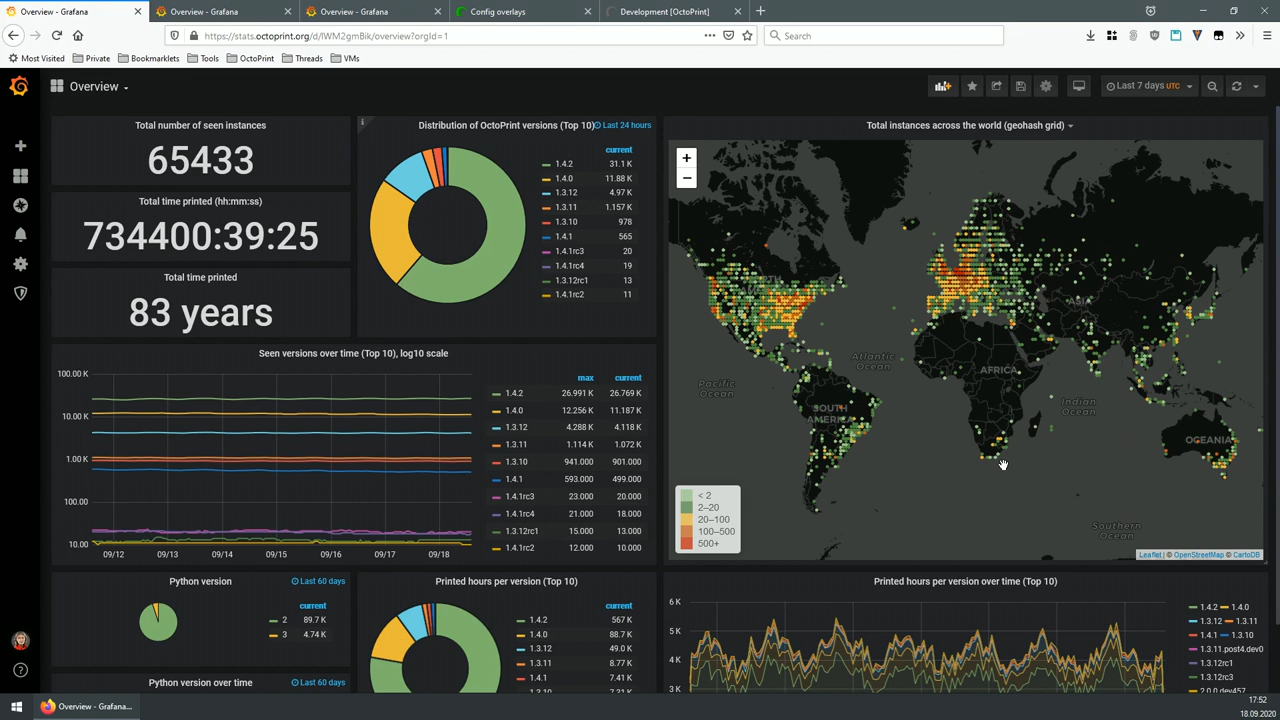 Overview - Grafana
Overview - Grafana
Overview - Grafana
Config overlays
Development [OctoPrint]
https://stats.octoprint.org/d/IWM2gmBik/overview?orgId=1
Search
Most Visited Private Bookmarklets Tools OctoPrint Threads VMs
Overview
Last 7 days UTC
Total number of seen instances
65433
Total time printed (hh:mm:ss)
734400:39:25
Total time printed
83 years
Distribution of OctoPrint versions (Top 10) Last 24 hours
current
1.4.2 31.1 K
1.4.0 11.88 K
1.3.12 4.97 K
1.3.11 1.157 K
1.3.10 978
1.4.1 565
1.4.1rc3 20
1.4.1rc4 19
1.3.12rc1 13
1.4.1rc2 11
Total instances across the world (geohash grid)
+
−
NORTH
ASIA
Atlantic
Ocean
Pacific
Ocean
AFRICA
Indian
Ocean
SOUTH
AMERICA
OCEANIA
Southern
Ocean
< 2
2–20
20–100
100–500
500+
Leaflet | © OpenStreetMap © CartoDB
Seen versions over time (Top 10), log10 scale
100.00 K
10.00 K
1.00 K
100.00
10.00
09/12 09/13 09/14 09/15 09/16 09/17 09/18
max current
1.4.2 26.991 K 26.769 K
1.4.0 12.256 K 11.187 K
1.3.12 4.288 K 4.118 K
1.3.11 1.114 K 1.072 K
1.3.10 941.000 901.000
1.4.1 593.000 499.000
1.4.1rc3 23.000 20.000
1.4.1rc4 21.000 18.000
1.3.12rc1 15.000 13.000
1.4.1rc2 12.000 10.000
Python version Last 60 days
current
2 89.7 K
3 4.74 K
Python version over time Last 60 days
Printed hours per version (Top 10)
current
1.4.2 567 K
1.4.0 88.7 K
1.3.12 49.0 K
1.3.11 8.77 K
1.4.1 7.41 K
1.3.10 7.31 K
Printed hours per version over time (Top 10)
6 K
5 K
4 K
3 K
1.4.2 1.4.0
1.3.12 1.3.11
1.4.1 1.3.10
1.3.11.post4.dev0
1.3.12rc1
1.3.12rc3
2.0.0.dev457
Overview - Grafana...
17:52
18.09.2020